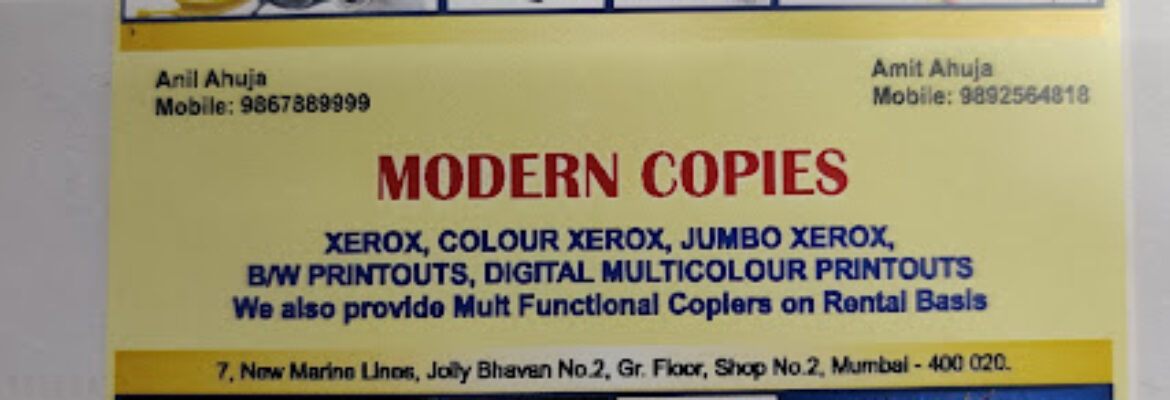 Anil Ahuja
Mobile: 9867889999
Amit Ahuja
Mobile: 9892564818
MODERN COPIES
XEROX, COLOUR XEROX, JUMBO XEROX,
B/W PRINTOUTS, DIGITAL MULTICOLOUR PRINTOUTS
We also provide Mult Functional Copiers on Rental Basis
7, New Marine Lines, Jolly Bhavan No.2, Gr. Floor, Shop No.2, Mumbai - 400 020.